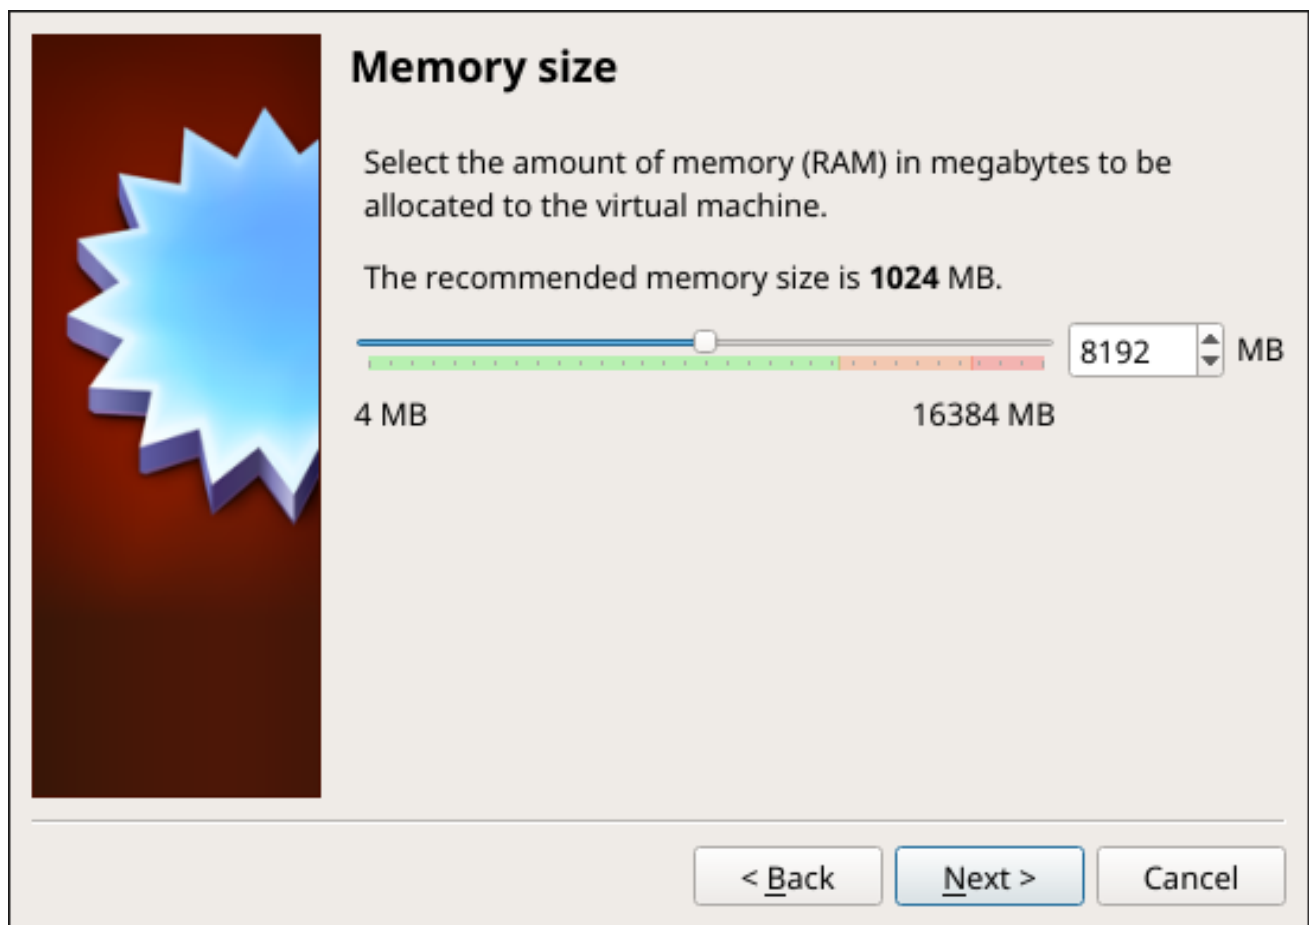 Memory size
Select the amount of memory (RAM) in megabytes to be
allocated to the virtual machine.
The recommended memory size is 1024 MB.
8192 MB
4 MB 16384 MB
< Back Next > Cancel